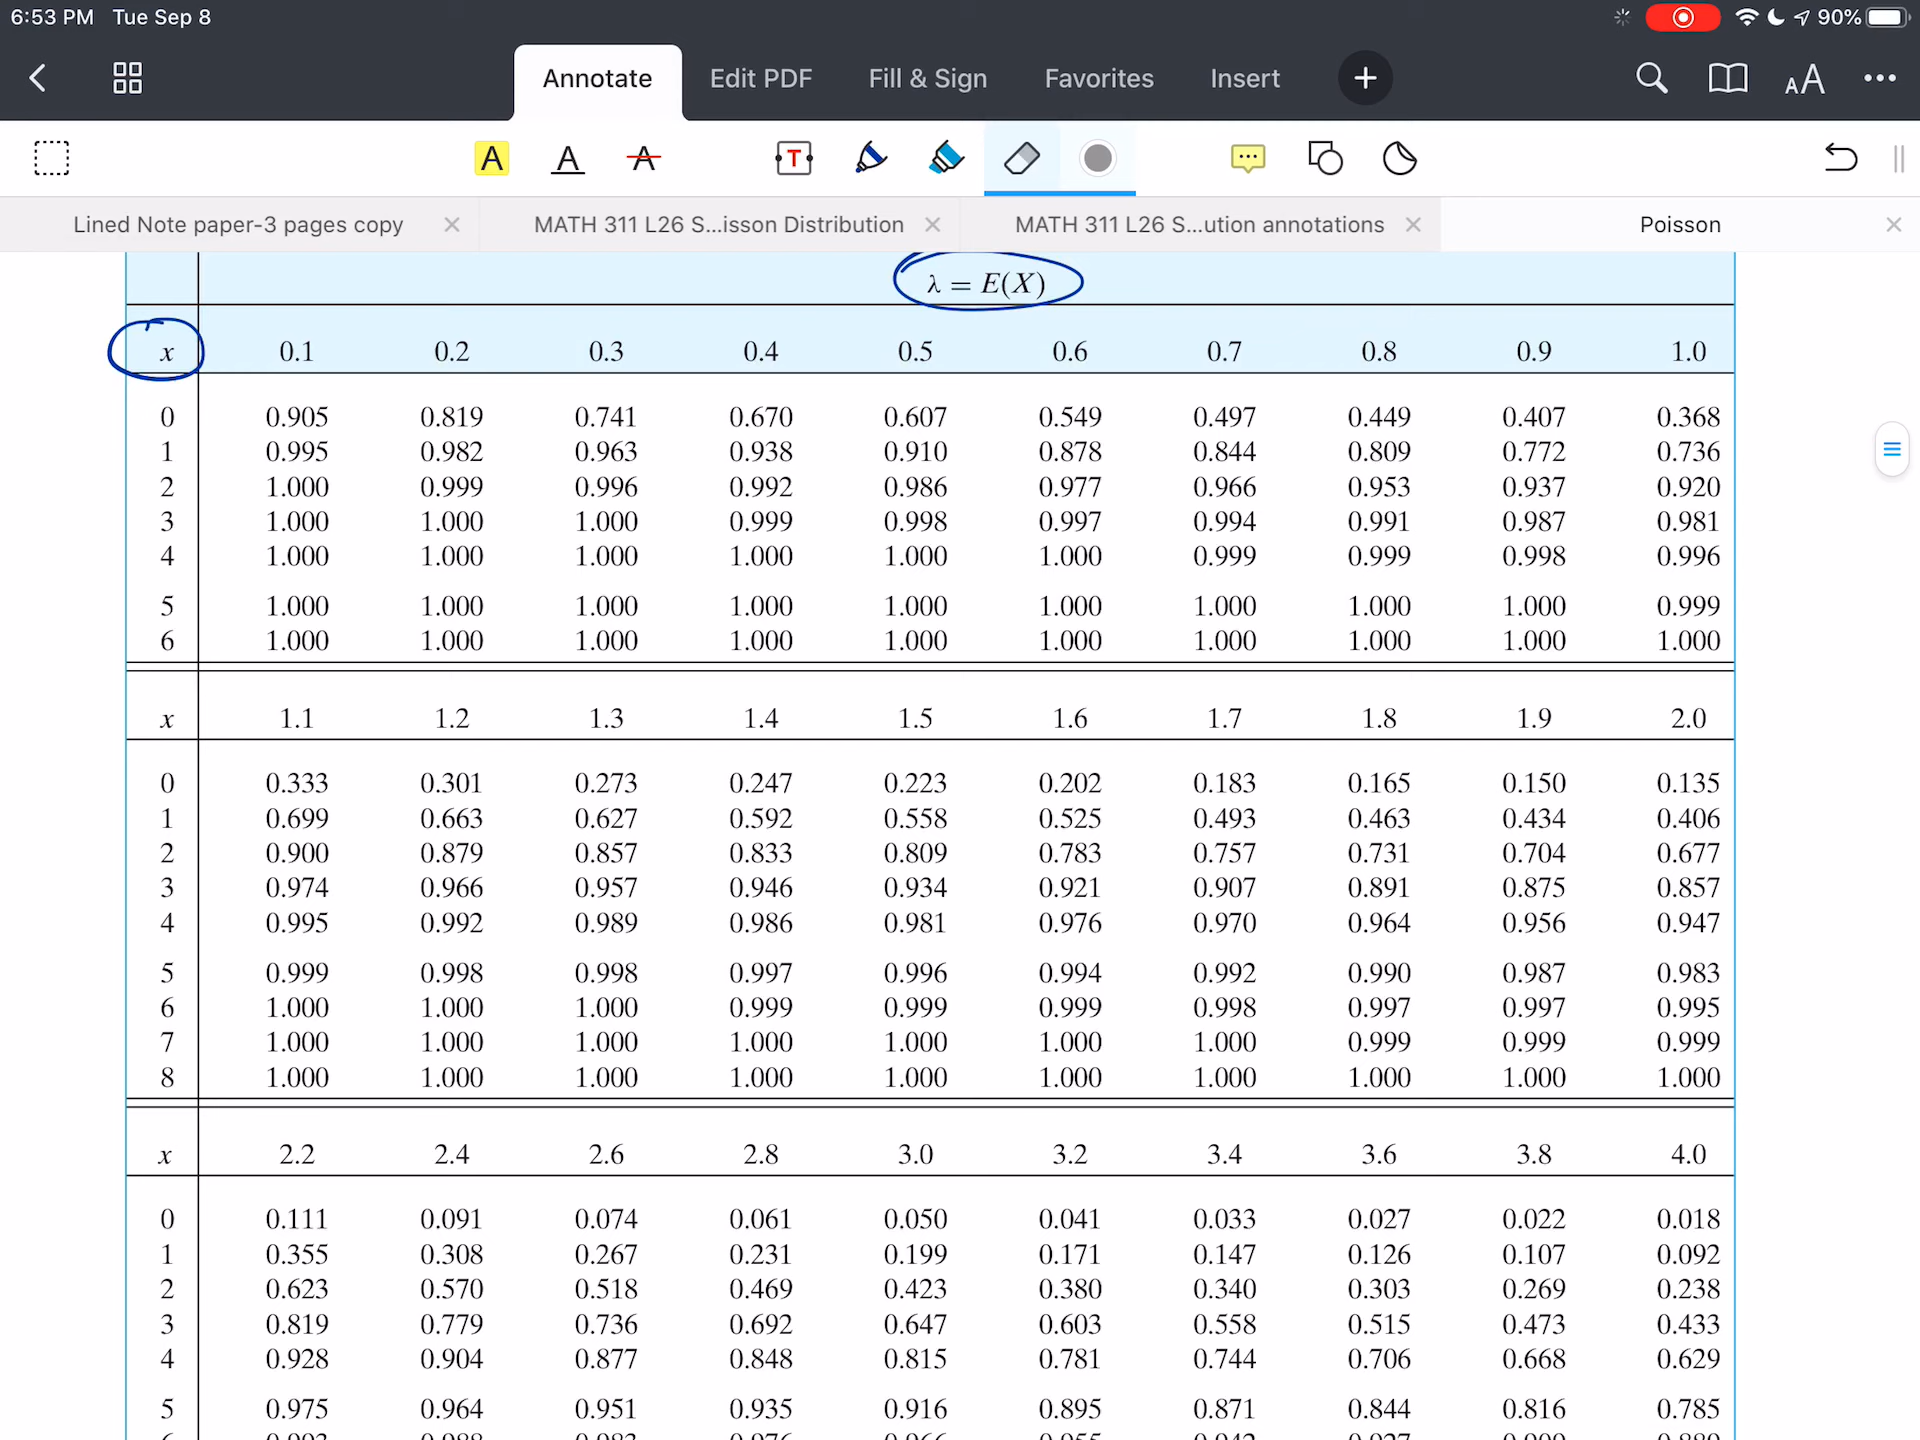 6:53 PM Tue Sep 8 90%
Annotate Edit PDF Fill & Sign Favorites Insert + AA
A A A T
Lined Note paper-3 pages copy MATH 311 L26 S...isson Distribution MATH 311 L26 S...ution annotations Poisson
λ = E(X)
x 0.1 0.2 0.3 0.4 0.5 0.6 0.7 0.8 0.9 1.0
0 0.905 0.819 0.741 0.670 0.607 0.549 0.497 0.449 0.407 0.368
1 0.995 0.982 0.963 0.938 0.910 0.878 0.844 0.809 0.772 0.736
2 1.000 0.999 0.996 0.992 0.986 0.977 0.966 0.953 0.937 0.920
3 1.000 1.000 1.000 0.999 0.998 0.997 0.994 0.991 0.987 0.981
4 1.000 1.000 1.000 1.000 1.000 1.000 0.999 0.999 0.998 0.996
5 1.000 1.000 1.000 1.000 1.000 1.000 1.000 1.000 1.000 0.999
6 1.000 1.000 1.000 1.000 1.000 1.000 1.000 1.000 1.000 1.000
x 1.1 1.2 1.3 1.4 1.5 1.6 1.7 1.8 1.9 2.0
0 0.333 0.301 0.273 0.247 0.223 0.202 0.183 0.165 0.150 0.135
1 0.699 0.663 0.627 0.592 0.558 0.525 0.493 0.463 0.434 0.406
2 0.900 0.879 0.857 0.833 0.809 0.783 0.757 0.731 0.704 0.677
3 0.974 0.966 0.957 0.946 0.934 0.921 0.907 0.891 0.875 0.857
4 0.995 0.992 0.989 0.986 0.981 0.976 0.970 0.964 0.956 0.947
5 0.999 0.998 0.998 0.997 0.996 0.994 0.992 0.990 0.987 0.983
6 1.000 1.000 1.000 0.999 0.999 0.999 0.998 0.997 0.997 0.995
7 1.000 1.000 1.000 1.000 1.000 1.000 1.000 0.999 0.999 0.999
8 1.000 1.000 1.000 1.000 1.000 1.000 1.000 1.000 1.000 1.000
x 2.2 2.4 2.6 2.8 3.0 3.2 3.4 3.6 3.8 4.0
0 0.111 0.091 0.074 0.061 0.050 0.041 0.033 0.027 0.022 0.018
1 0.355 0.308 0.267 0.231 0.199 0.171 0.147 0.126 0.107 0.092
2 0.623 0.570 0.518 0.469 0.423 0.380 0.340 0.303 0.269 0.238
3 0.819 0.779 0.736 0.692 0.647 0.603 0.558 0.515 0.473 0.433
4 0.928 0.904 0.877 0.848 0.815 0.781 0.744 0.706 0.668 0.629
5 0.975 0.964 0.951 0.935 0.916 0.895 0.871 0.844 0.816 0.785